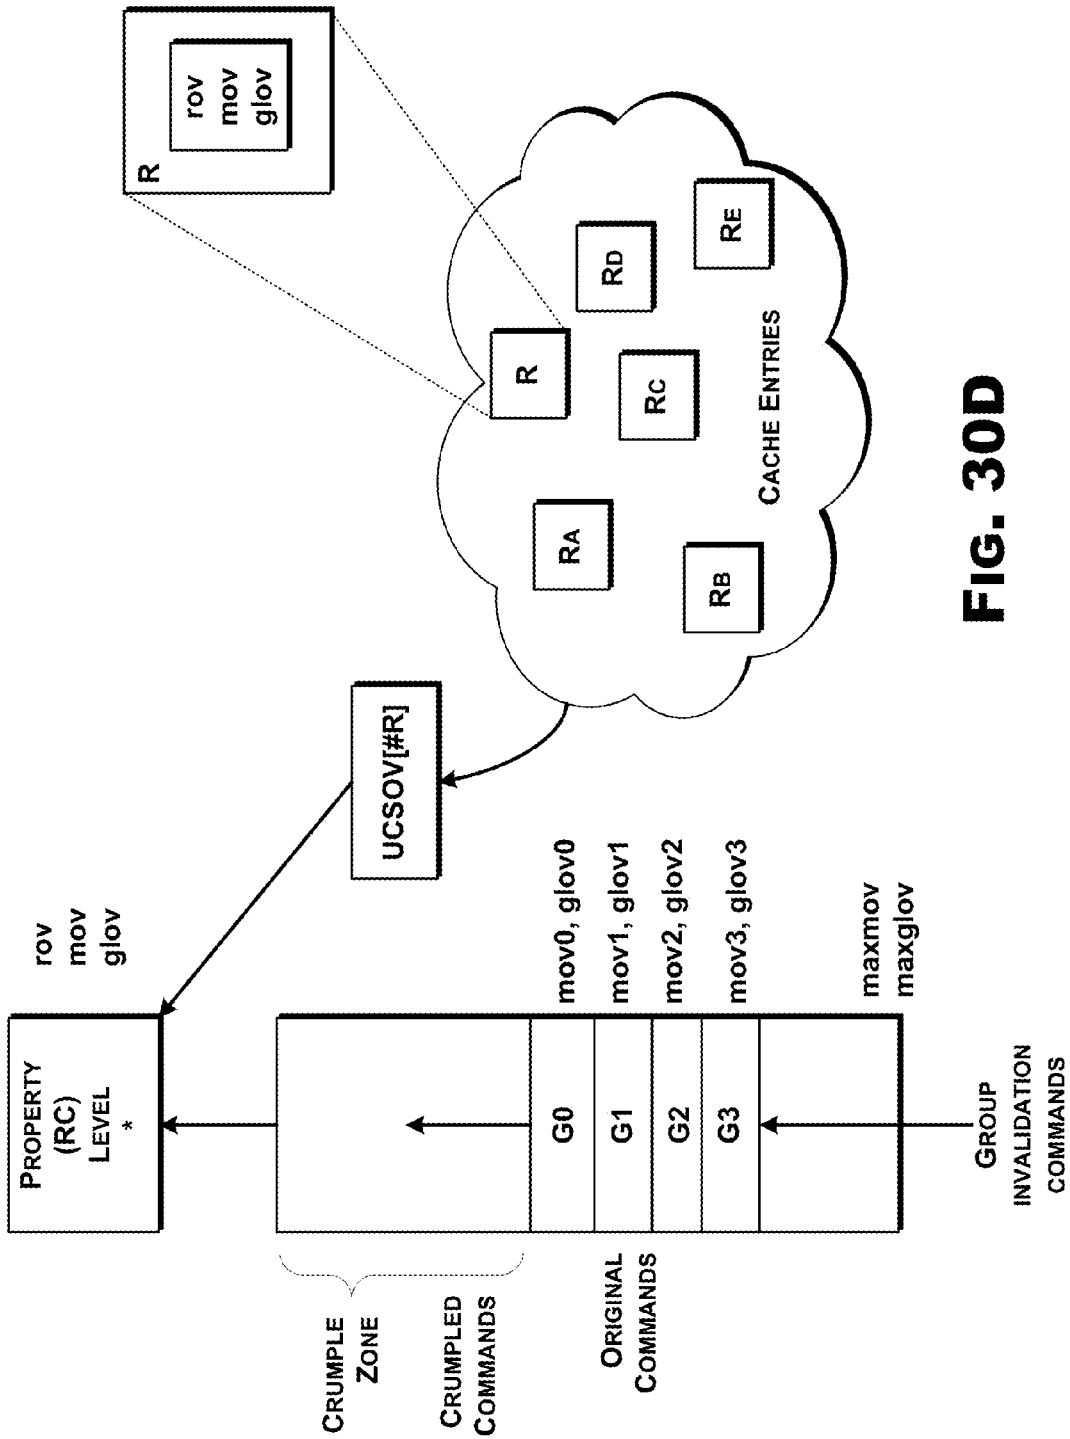 PROPERTY
(RC)
LEVEL
*
rov
mov
glov
UCSOV[#R]
R
rov
mov
glov
CRUMPLE
ZONE
CRUMPLED
COMMANDS
ORIGINAL
COMMANDS
G0
G1
G2
G3
mov0, glov0
mov1, glov1
mov2, glov2
mov3, glov3
maxmov
maxglov
GROUP
INVALIDATION
COMMANDS
RA
RB
R
RC
RD
RE
CACHE ENTRIES
FIG. 30D